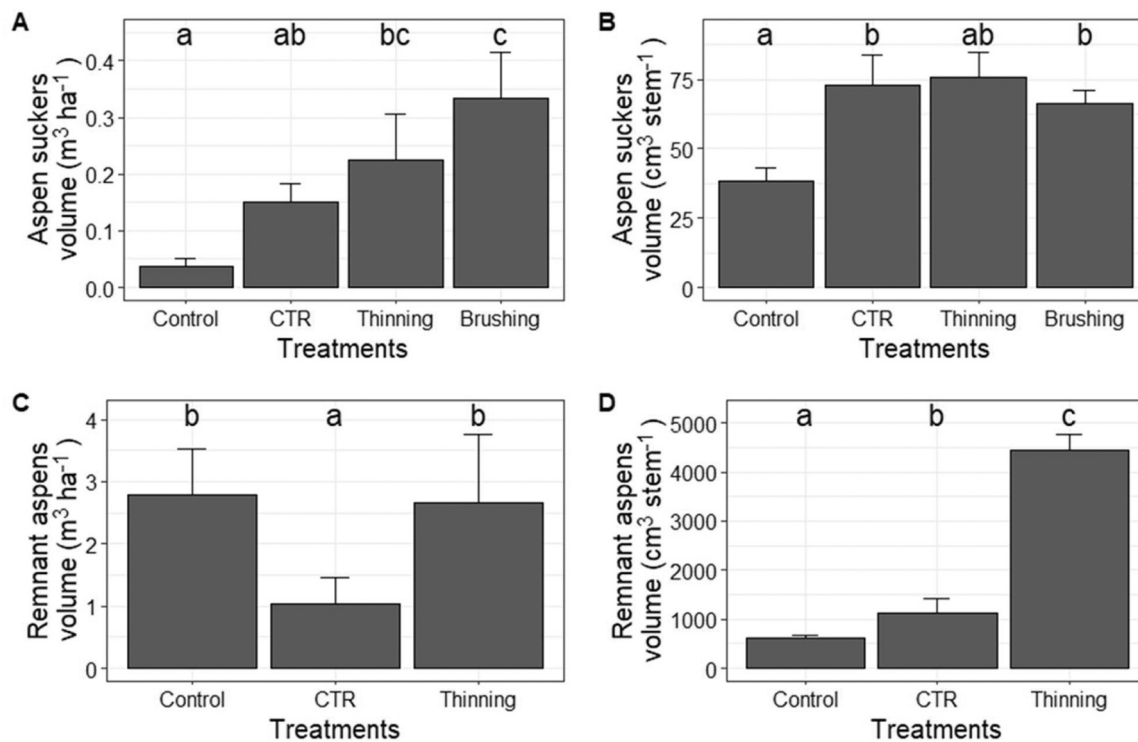 A
a ab bc c
Aspen suckers
volume (m³ ha⁻¹ )
0.4
0.3
0.2
0.1
0.0
Control CTR Thinning Brushing
Treatments
B
a b ab b
Aspen suckers
volume (cm³ stem⁻¹ )
75
50
25
0
Control CTR Thinning Brushing
Treatments
C
b a b
Remnant aspens
volume (m³ ha⁻¹ )
4
3
2
1
0
Control CTR Thinning
Treatments
D
a b c
Remnant aspens
volume (cm³ stem⁻¹ )
5000
4000
3000
2000
1000
0
Control CTR Thinning
Treatments